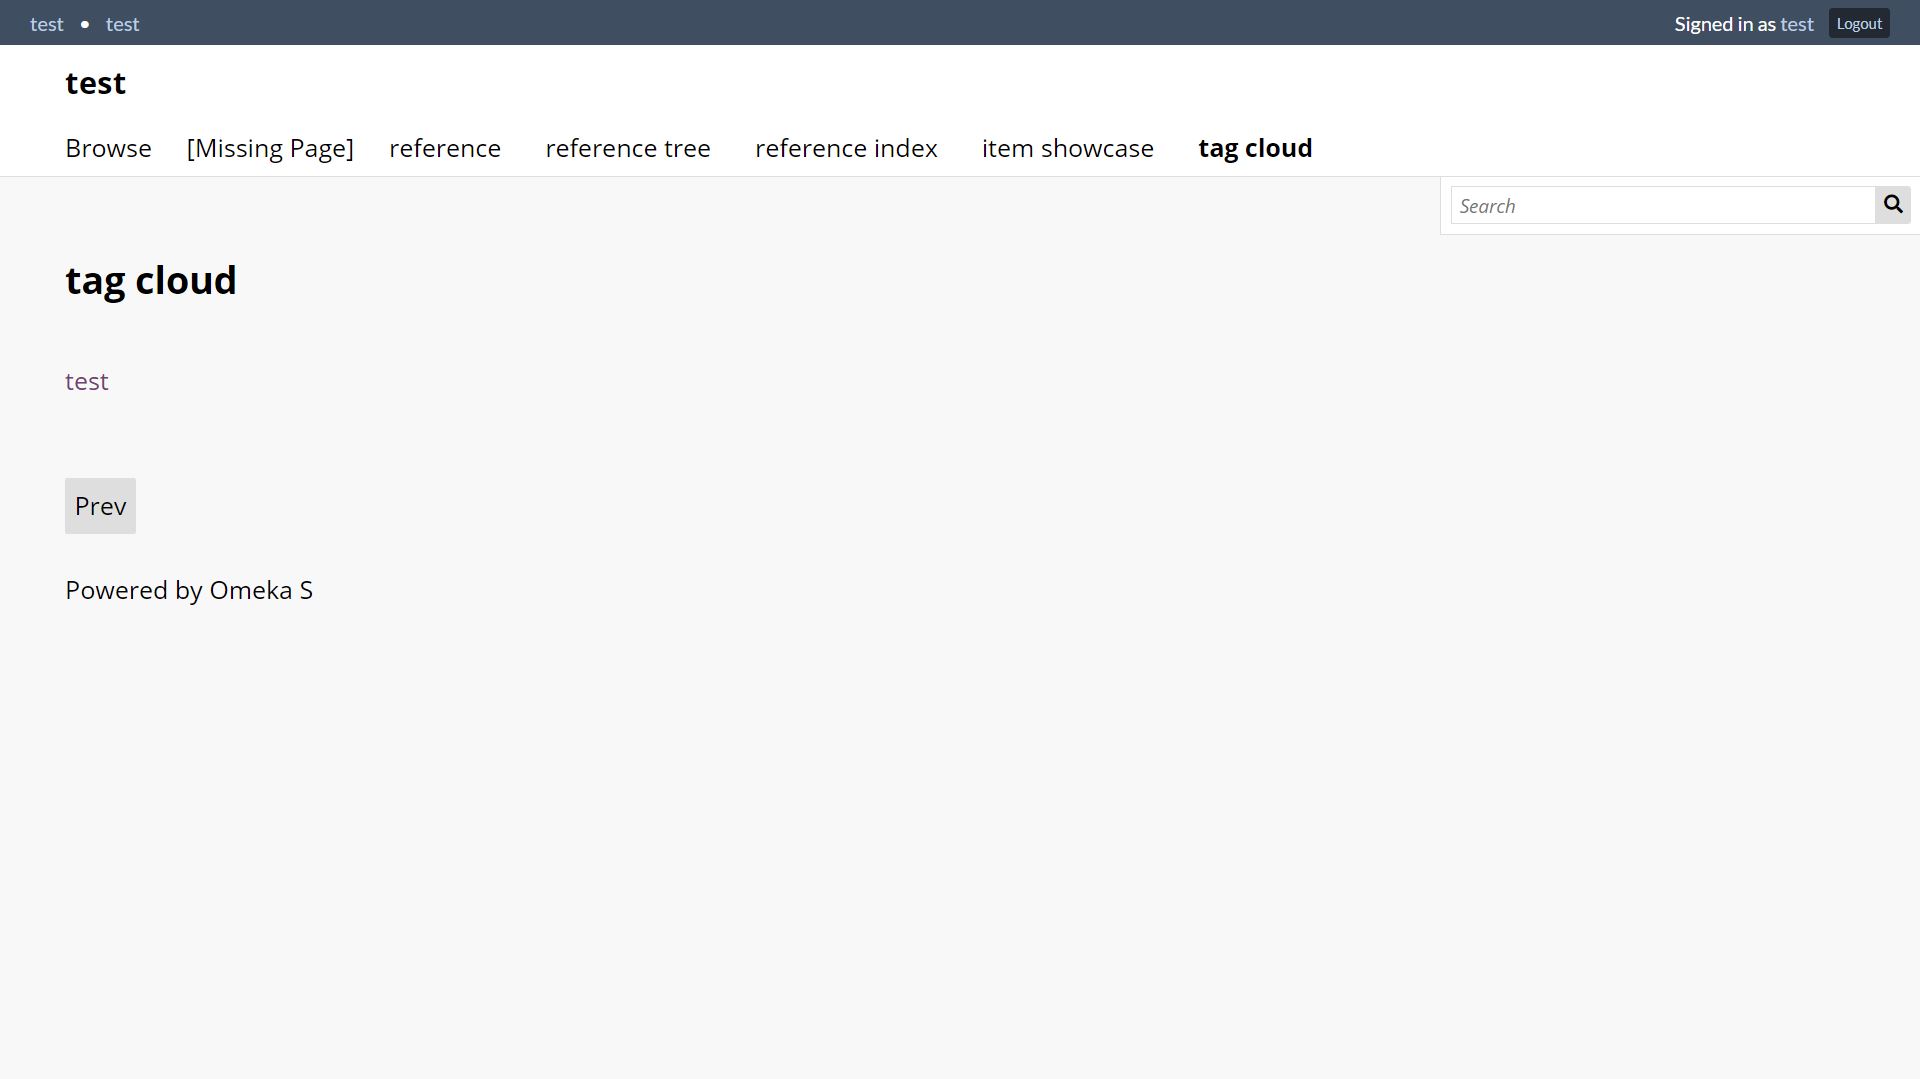 test • test Signed in as test Logout
test
Browse [Missing Page] reference reference tree reference index item showcase tag cloud
Search
tag cloud
test
Prev
Powered by Omeka S